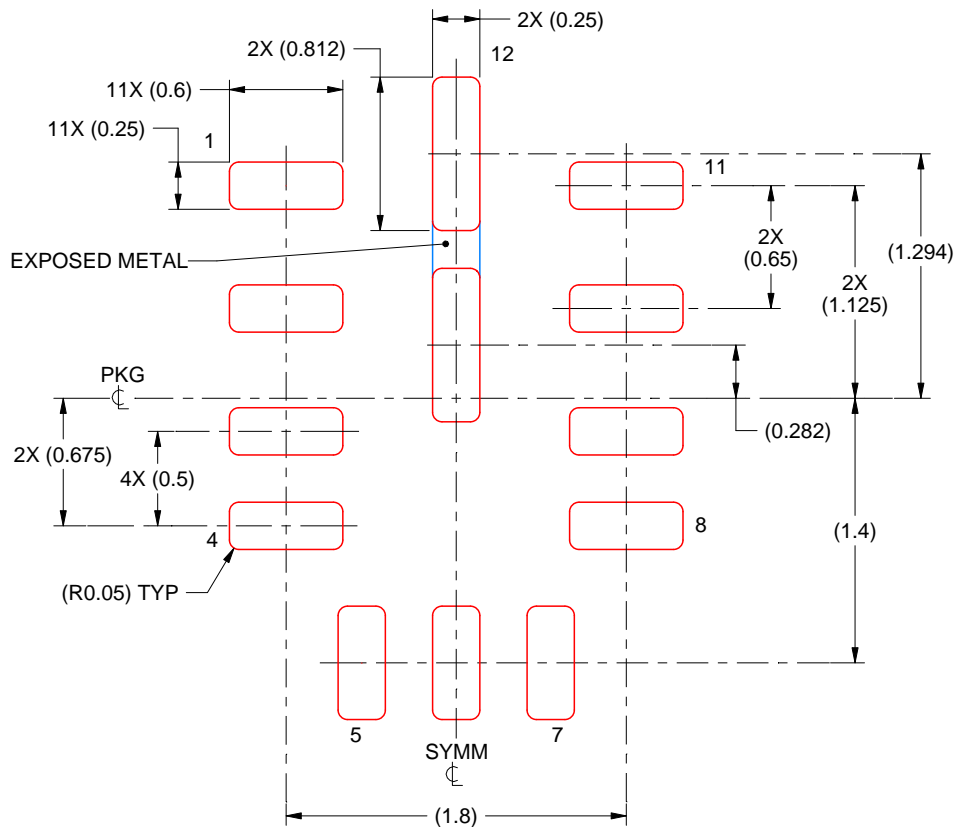 2X (0.25)
2X (0.812)
12
11X (0.6)
11X (0.25)
1
11
EXPOSED METAL
2X
(0.65)
2X
(1.125)
(1.294)
PKG
(0.282)
2X (0.675)
4X (0.5)
4
8
(1.4)
(R0.05) TYP
5
7
SYMM
(1.8)